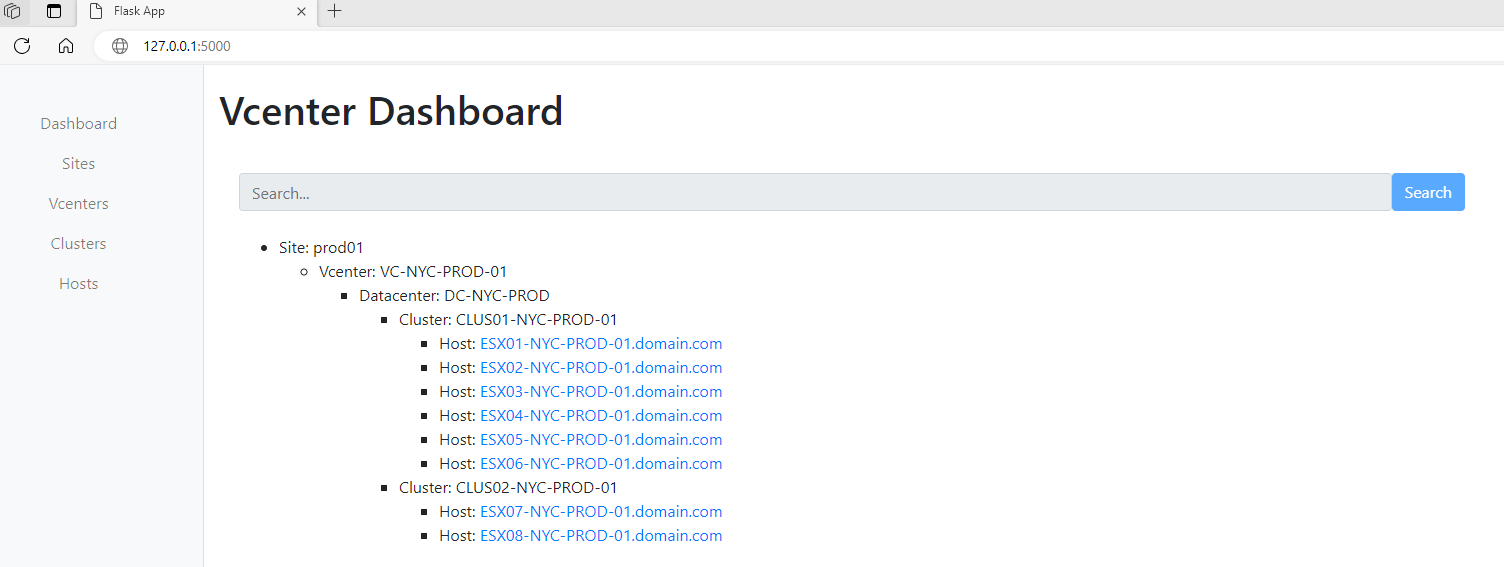 Flask App
127.0.0.1:5000
Dashboard
Sites
Vcenters
Clusters
Hosts
Vcenter Dashboard
Search...
Search
Site: prod01
Vcenter: VC-NYC-PROD-01
Datacenter: DC-NYC-PROD
Cluster: CLUS01-NYC-PROD-01
Host: ESX01-NYC-PROD-01.domain.com
Host: ESX02-NYC-PROD-01.domain.com
Host: ESX03-NYC-PROD-01.domain.com
Host: ESX04-NYC-PROD-01.domain.com
Host: ESX05-NYC-PROD-01.domain.com
Host: ESX06-NYC-PROD-01.domain.com
Cluster: CLUS02-NYC-PROD-01
Host: ESX07-NYC-PROD-01.domain.com
Host: ESX08-NYC-PROD-01.domain.com